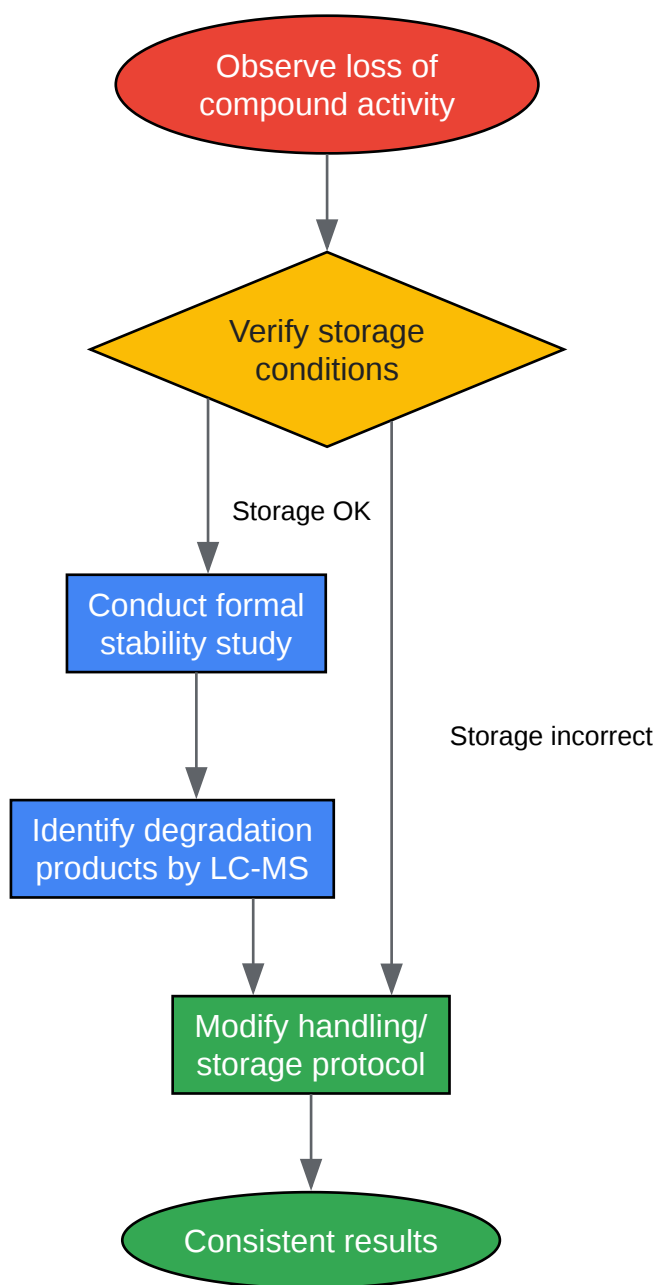 Observe loss of
compound activity
Verify storage
conditions
Storage OK
Conduct formal
stability study
Storage incorrect
Identify degradation
products by LC-MS
Modify handling/
storage protocol
Consistent results